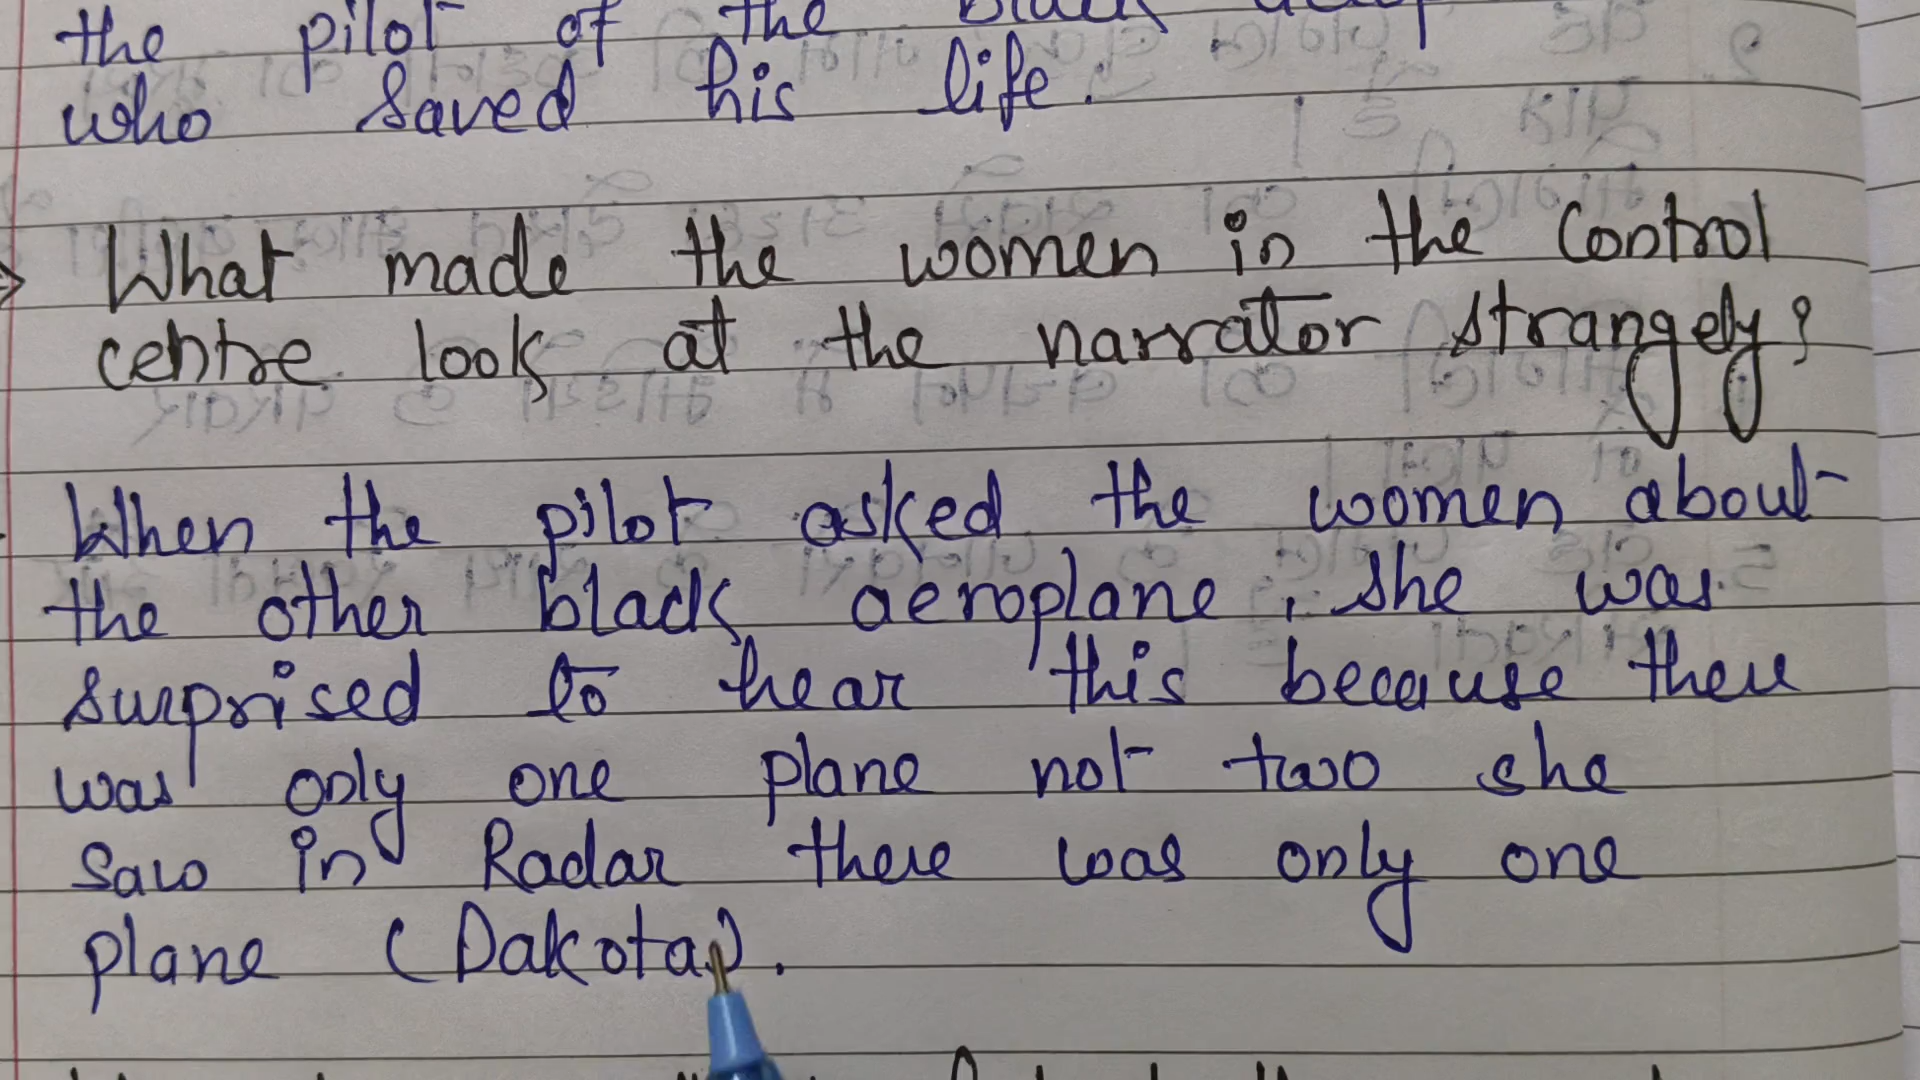 the pilot of the black
who saved his life.
What made the women in the Control
centre look at the narrator strangely?
When the pilot asked the women about
the other black aeroplane, she was
surprised to hear this because there
was only one plane not two she
saw in Radar there was only one
plane (Dakota).